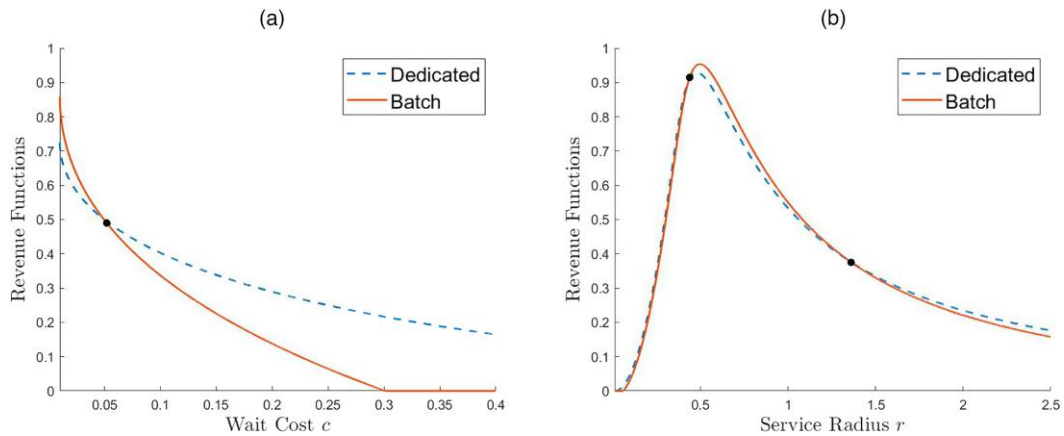 (a)
Revenue Functions
1
0.9
0.8
0.7
0.6
0.5
0.4
0.3
0.2
0.1
0
Dedicated
Batch
0.05 0.1 0.15 0.2 0.25 0.3 0.35 0.4
Wait Cost c
(b)
Revenue Functions
1
0.9
0.8
0.7
0.6
0.5
0.4
0.3
0.2
0.1
0
Dedicated
Batch
0.5 1 1.5 2 2.5
Service Radius r